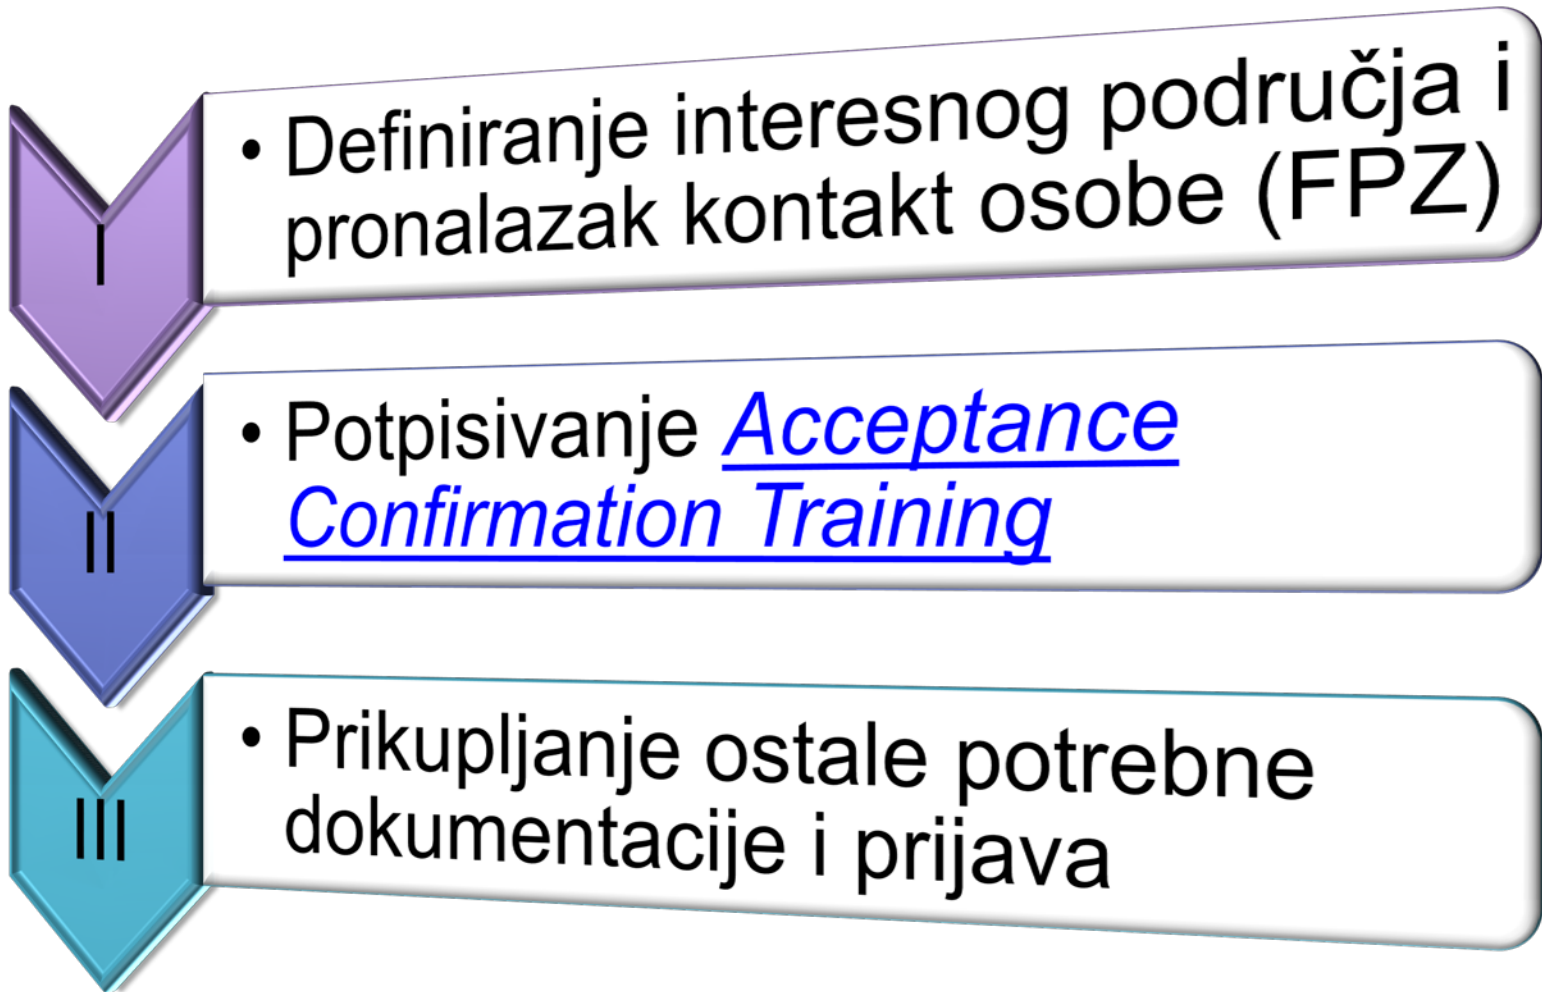 I
• Definiranje interesnog područja i
pronalazak kontakt osobe (FPZ)
II
• Potpisivanje Acceptance
Confirmation Training
III
• Prikupljanje ostale potrebne
dokumentacije i prijava